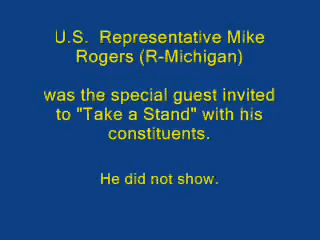 U.S. Representative Mike
Rogers (R-Michigan)
was the special guest invited
to "Take a Stand" with his
constituents.
He did not show.